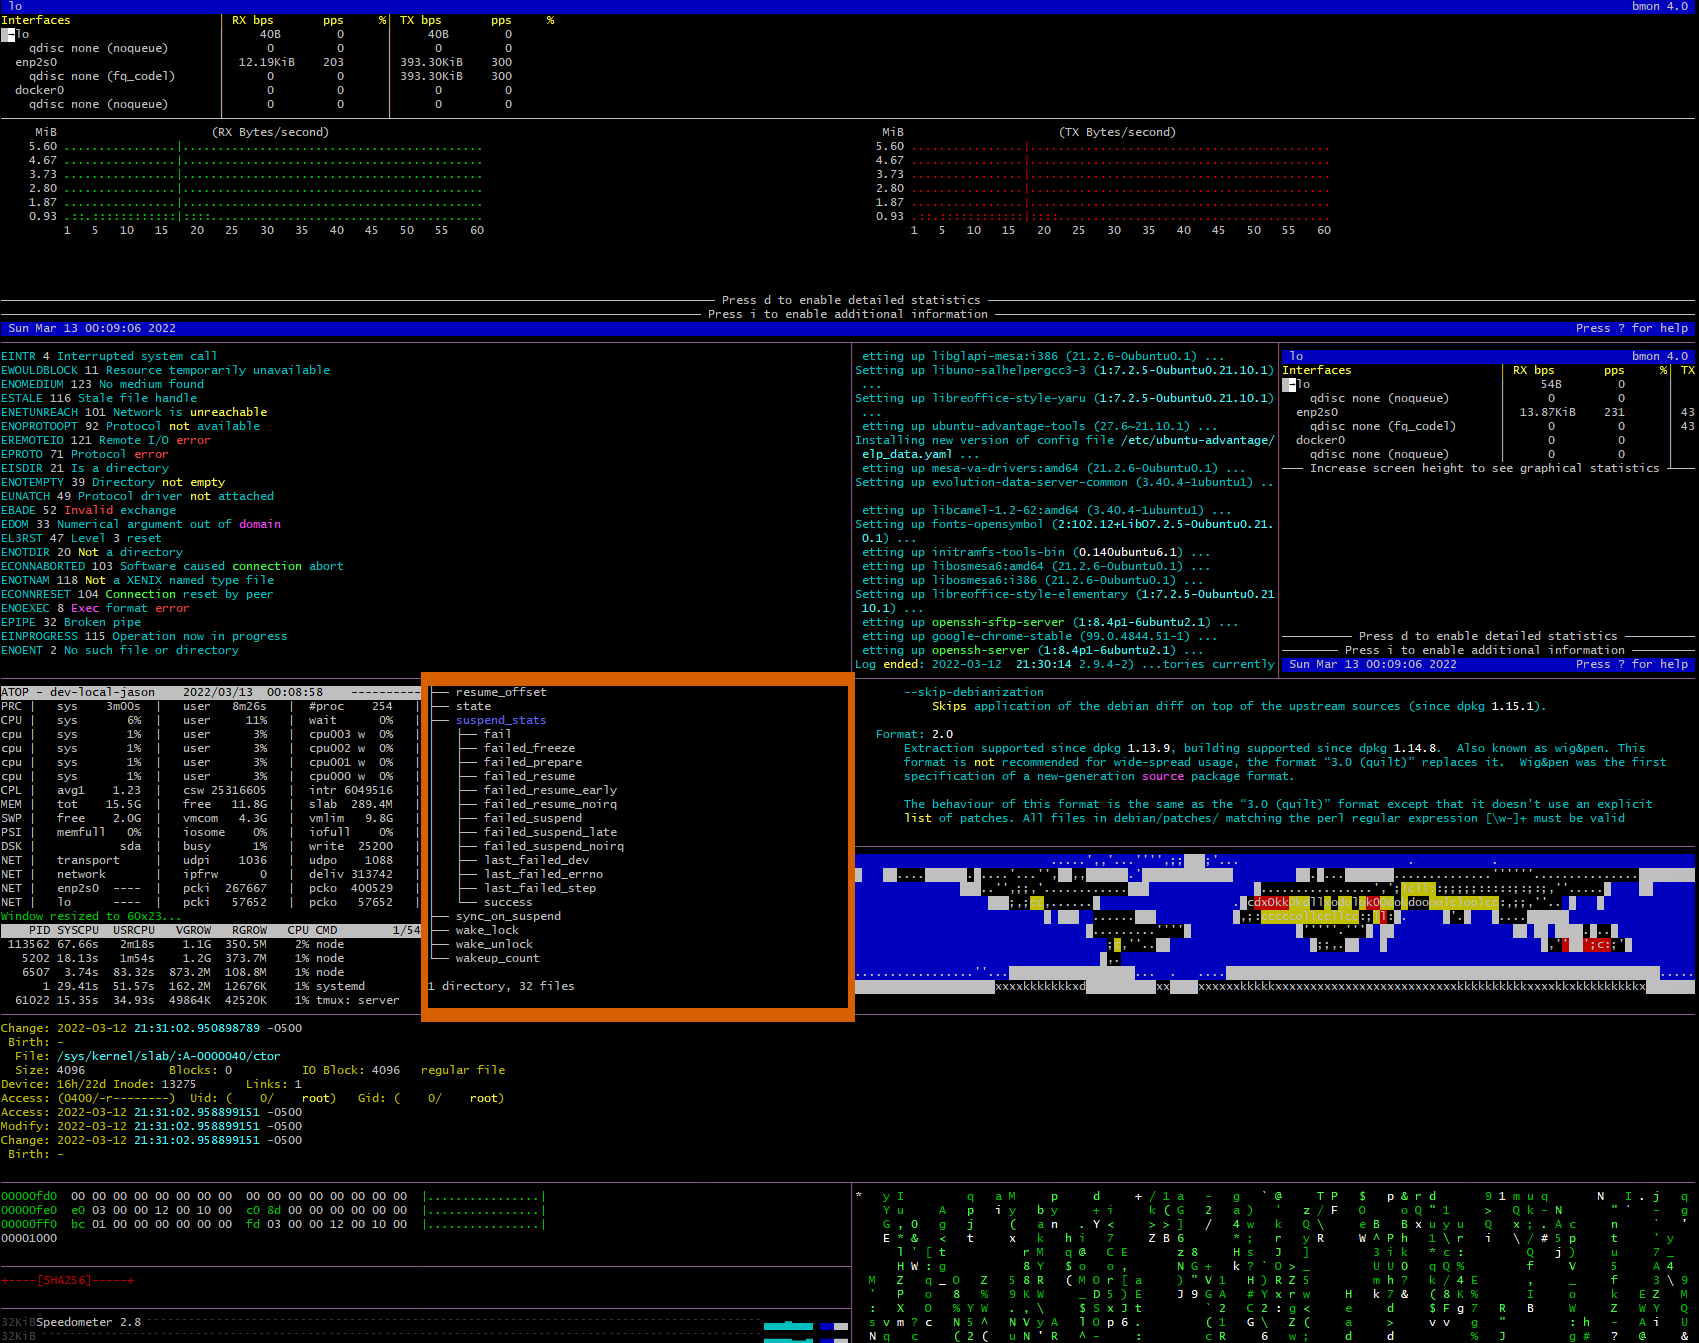 lo bmon 4.0
Interfaces RX bps pps % TX bps pps %
→lo 40B 0 40B 0
qdisc none (noqueue) 0 0 0 0
enp2s0 12.19KiB 203 393.30KiB 300
qdisc none (fq_codel) 0 0 393.30KiB 300
docker0 0 0 0 0
qdisc none (noqueue) 0 0 0 0
MiB (RX Bytes/second)
5.60
4.67
3.73
2.80
1.87
0.93
1 5 10 15 20 25 30 35 40 45 50 55 60
MiB (TX Bytes/second)
5.60
4.67
3.73
2.80
1.87
0.93
1 5 10 15 20 25 30 35 40 45 50 55 60
Press d to enable detailed statistics
Press i to enable additional information
Sun Mar 13 00:09:06 2022 Press ? for help
EINTR 4 Interrupted system call
EWOULDBLOCK 11 Resource temporarily unavailable
ENOMEDIUM 123 No medium found
ESTALE 116 Stale file handle
ENETUNREACH 101 Network is unreachable
ENOPROTOOPT 92 Protocol not available
EREMOTEIO 121 Remote I/O error
EPROTO 71 Protocol error
EISDIR 21 Is a directory
ENOTEMPTY 39 Directory not empty
EUNATCH 49 Protocol driver not attached
EBADE 52 Invalid exchange
EDOM 33 Numerical argument out of domain
EL3RST 47 Level 3 reset
ENOTDIR 20 Not a directory
ECONNABORTED 103 Software caused connection abort
ENOTNAM 118 Not a XENIX named type file
ECONNRESET 104 Connection reset by peer
ENOEXEC 8 Exec format error
EPIPE 32 Broken pipe
EINPROGRESS 115 Operation now in progress
ENOENT 2 No such file or directory
etting up libglapi-mesa:i386 (21.2.6-0ubuntu0.1) ...
Setting up libuno-salhelpergcc3-3 (1:7.2.5-0ubuntu0.21.10.1)
...
Setting up libreoffice-style-yaru (1:7.2.5-0ubuntu0.21.10.1)
...
etting up ubuntu-advantage-tools (27.6~21.10.1) ...
Installing new version of config file /etc/ubuntu-advantage/
elp_data.yaml ...
etting up mesa-va-drivers:amd64 (21.2.6-0ubuntu0.1) ...
Setting up evolution-data-server-common (3.40.4-1ubuntu1) ..
etting up libcamel-1.2-62:amd64 (3.40.4-1ubuntu1) ...
Setting up fonts-opensymbol (2:102.12+LibO7.2.5-0ubuntu0.21.
0.1) ...
etting up initramfs-tools-bin (0.140ubuntu6.1) ...
etting up libosmesa6:amd64 (21.2.6-0ubuntu0.1) ...
etting up libosmesa6:i386 (21.2.6-0ubuntu0.1) ...
etting up libreoffice-style-elementary (1:7.2.5-0ubuntu0.21
10.1) ...
etting up openssh-sftp-server (1:8.4p1-6ubuntu2.1) ...
etting up google-chrome-stable (99.0.4844.51-1) ...
etting up openssh-server (1:8.4p1-6ubuntu2.1) ...
Log ended: 2022-03-12 21:30:14 2.9.4-2) ...tories currently
lo bmon 4.0
Interfaces RX bps pps % TX
→lo 54B 0
qdisc none (noqueue) 0 0
enp2s0 13.87KiB 231 43
qdisc none (fq_codel) 0 0 43
docker0 0 0
qdisc none (noqueue) 0 0
Increase screen height to see graphical statistics
Press d to enable detailed statistics
Press i to enable additional information
Sun Mar 13 00:09:06 2022 Press ? for help
ATOP - dev-local-jason 2022/03/13 00:08:58 ----------
PRC | sys 3m00s | user 8m26s | #proc 254 |
CPU | sys 6% | user 11% | wait 0% |
cpu | sys 1% | user 3% | cpu003 w 0% |
cpu | sys 1% | user 3% | cpu002 w 0% |
cpu | sys 1% | user 3% | cpu001 w 0% |
cpu | sys 1% | user 3% | cpu000 w 0% |
CPL | avg1 1.23 | csw 25316605 | intr 6049516 |
MEM | tot 15.5G | free 11.8G | slab 289.4M |
SWP | free 2.0G | vmcom 4.3G | vmlim 9.8G |
PSI | memfull 0% | iosome 0% | iofull 0% |
DSK | sda | busy 1% | write 25200 |
NET | transport | udpi 1036 | udpo 1088 |
NET | network | ipfrw 0 | deliv 313742 |
NET | enp2s0 ---- | pcki 267667 | pcko 400529 |
NET | lo ---- | pcki 57652 | pcko 57652 |
Window resized to 60x23...
PID SYSCPU USRCPU VGROW RGROW CPU CMD 1/54
113562 67.66s 2m18s 1.1G 350.5M 2% node
5202 18.13s 1m54s 1.2G 373.7M 1% node
6507 3.74s 83.32s 873.2M 108.8M 1% node
1 29.41s 51.57s 162.2M 12676K 1% systemd
61022 15.35s 34.93s 49864K 42520K 1% tmux: server
├── resume_offset
├── state
├── suspend_stats
│   ├── fail
│   ├── failed_freeze
│   ├── failed_prepare
│   ├── failed_resume
│   ├── failed_resume_early
│   ├── failed_resume_noirq
│   ├── failed_suspend
│   ├── failed_suspend_late
│   ├── failed_suspend_noirq
│   ├── last_failed_dev
│   ├── last_failed_errno
│   ├── last_failed_step
│   └── success
├── sync_on_suspend
├── wake_lock
├── wake_unlock
└── wakeup_count
1 directory, 32 files
--skip-debianization
Skips application of the debian diff on top of the upstream sources (since dpkg 1.15.1).
Format: 2.0
Extraction supported since dpkg 1.13.9, building supported since dpkg 1.14.8. Also known as wig&pen. This
format is not recommended for wide-spread usage, the format “3.0 (quilt)” replaces it. Wig&pen was the first
specification of a new-generation source package format.
The behaviour of this format is the same as the “3.0 (quilt)” format except that it doesn't use an explicit
list of patches. All files in debian/patches/ matching the perl regular expression [\w-]+ must be valid
Change: 2022-03-12 21:31:02.950898789 -0500
Birth: -
File: /sys/kernel/slab/:A-0000040/ctor
Size: 4096 Blocks: 0 IO Block: 4096 regular file
Device: 16h/22d Inode: 13275 Links: 1
Access: (0400/-r--------) Uid: ( 0/ root) Gid: ( 0/ root)
Access: 2022-03-12 21:31:02.958899151 -0500
Modify: 2022-03-12 21:31:02.958899151 -0500
Change: 2022-03-12 21:31:02.958899151 -0500
Birth: -
00000fd0 00 00 00 00 00 00 00 00 00 00 00 00 00 00 00 00 |................|
00000fe0 e0 03 00 00 12 00 10 00 c0 8d 00 00 00 00 00 00 |................|
00000ff0 bc 01 00 00 00 00 00 00 fd 03 00 00 12 00 10 00 |................|
00001000
+----[SHA256]-----+
32KiB Speedometer 2.8
32KiB